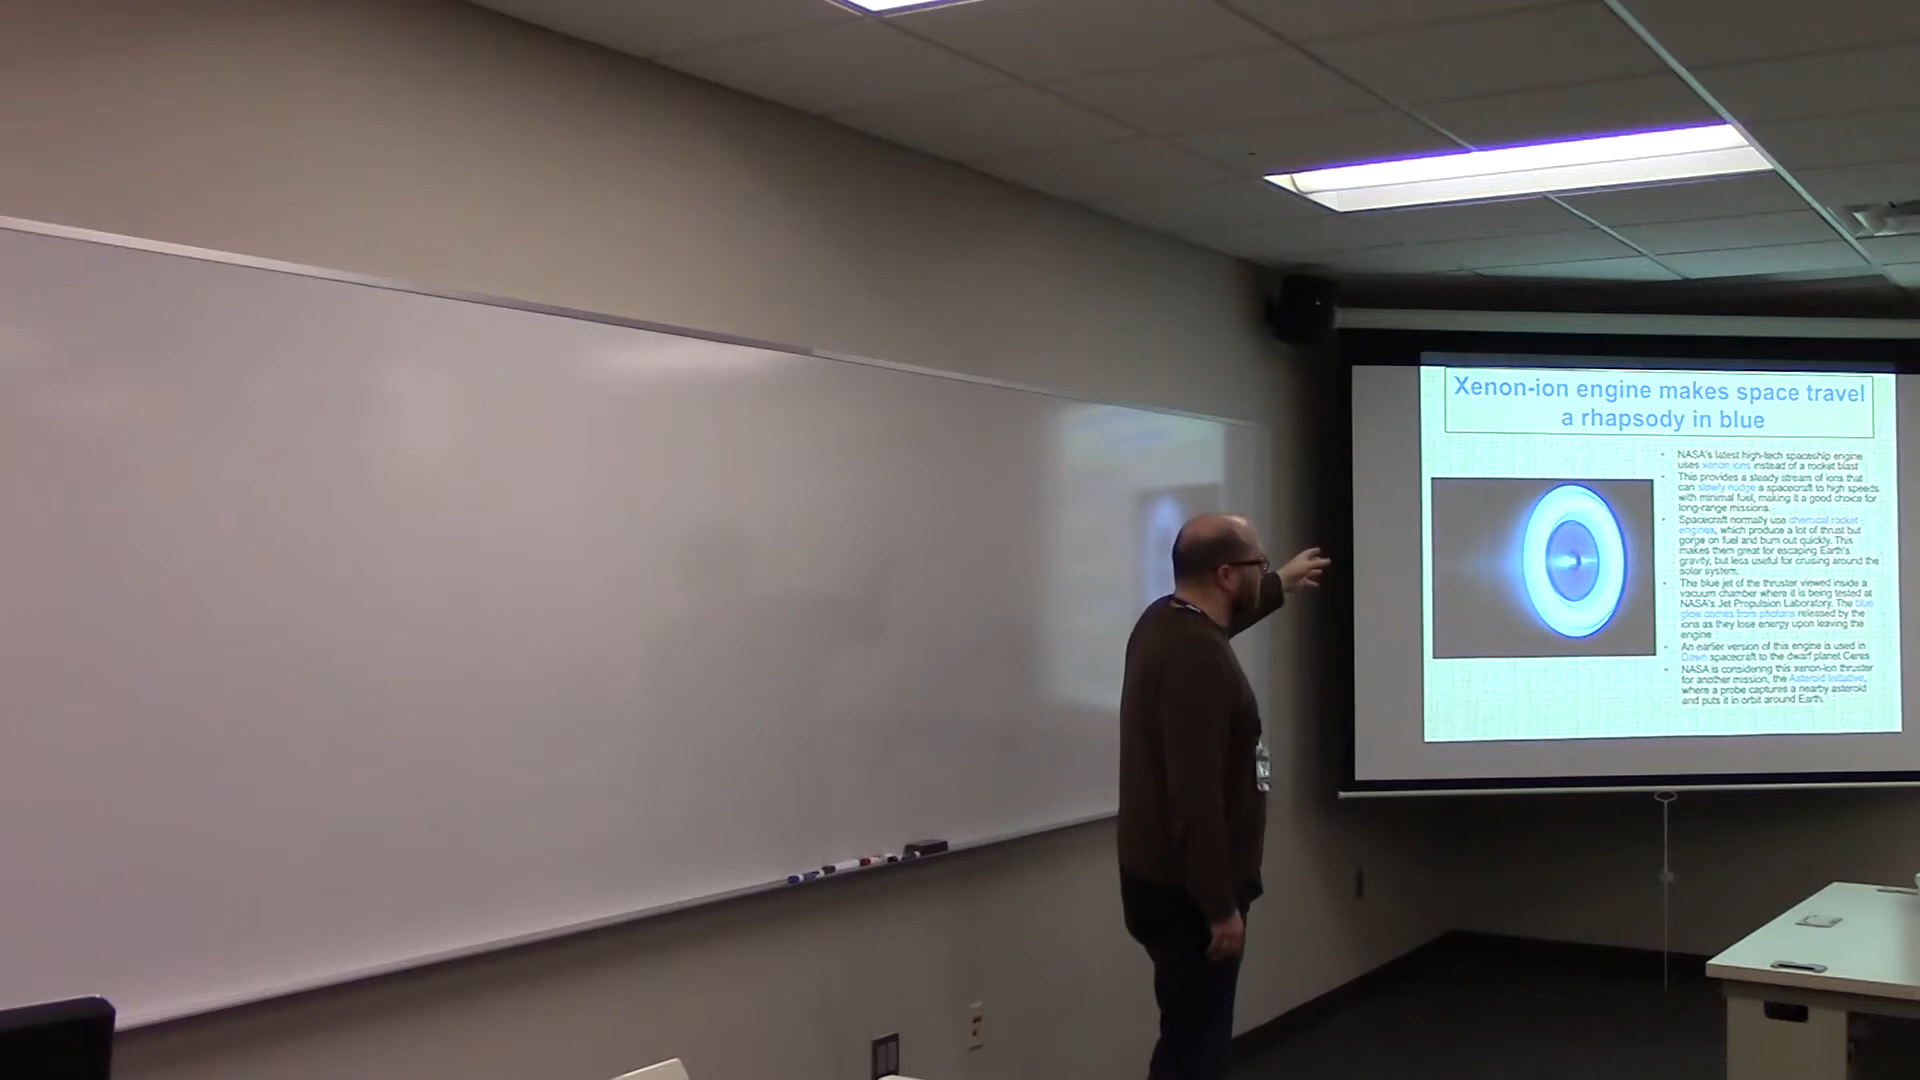 Xenon-ion engine makes space travel
a rhapsody in blue
• NASA's latest high-tech spaceship engine
uses xenon ions instead of a rocket blast
• This provides a steady stream of ions that
can slowly nudge a spacecraft to high speeds
with minimal fuel, making it a good choice for
long-range missions.
• Spacecraft normally use chemical rocket
engines, which produce a lot of thrust but
gorge on fuel and burn out quickly. This
makes them great for escaping Earth's
gravity, but less useful for cruising around the
solar system.
• The blue jet of the thruster viewed inside a
vacuum chamber where it is being tested at
NASA's Jet Propulsion Laboratory. The blue
glow comes from photons released by the
ions as they lose energy upon leaving the
engine
• An earlier version of this engine is used in
Dawn spacecraft to the dwarf planet Ceres
• NASA is considering this xenon-ion thruster
for another mission, the Asteroid Initiative,
where a probe captures a nearby asteroid
and puts it in orbit around Earth.